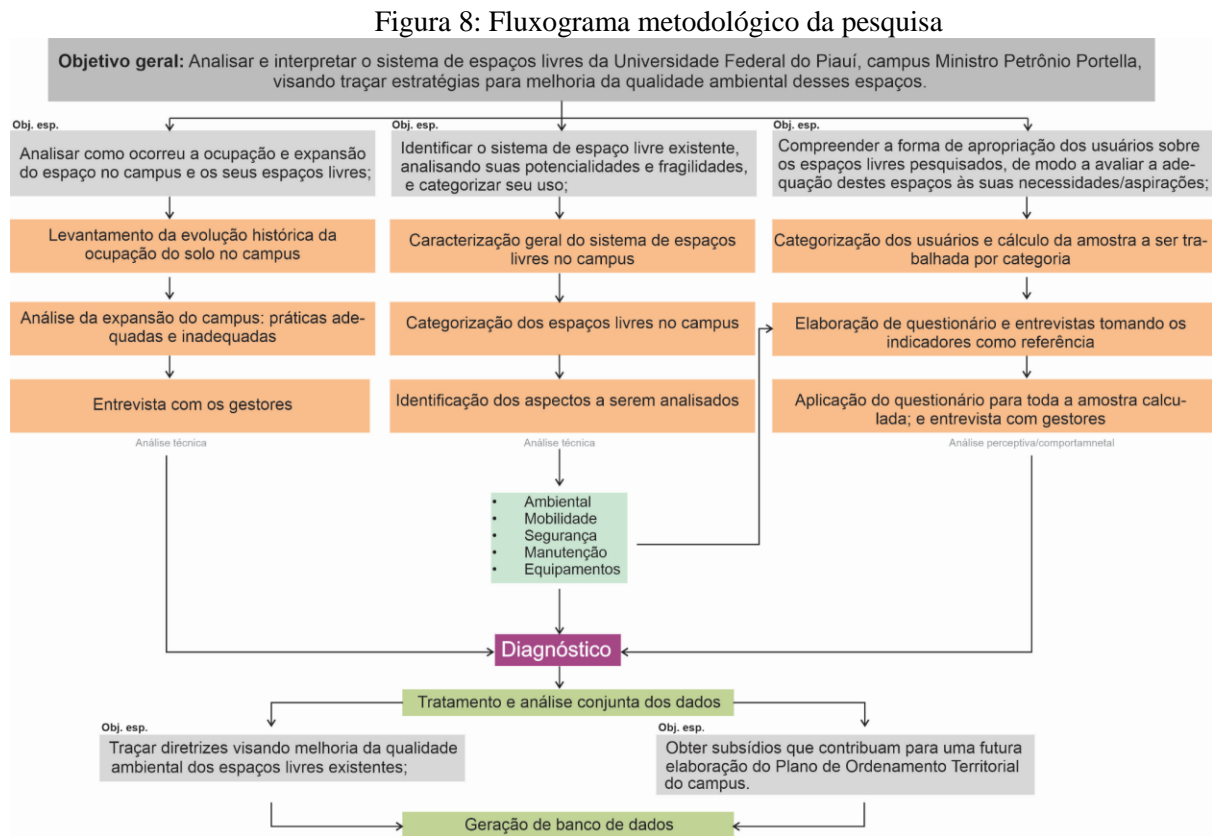 Figura 8: Fluxograma metodológico da pesquisa
Objetivo geral: Analisar e interpretar o sistema de espaços livres da Universidade Federal do Piauí, campus Ministro Petrônio Portella,
visando traçar estratégias para melhoria da qualidade ambiental desses espaços.
Obj. esp.
Analisar como ocorreu a ocupação e expansão
do espaço no campus e os seus espaços livres;
Levantamento da evolução histórica da
ocupação do solo no campus
Análise da expansão do campus: práticas ade-
quadas e inadequadas
Entrevista com os gestores
Análise técnica
Obj. esp.
Identificar o sistema de espaço livre existente,
analisando suas potencialidades e fragilidades,
e categorizar seu uso;
Caracterização geral do sistema de espaços
livres no campus
Categorização dos espaços livres no campus
Identificação dos aspectos a serem analisados
Análise técnica
• Ambiental
• Mobilidade
• Segurança
• Manutenção
• Equipamentos
Obj. esp.
Compreender a forma de apropriação dos usuários sobre
os espaços livres pesquisados, de modo a avaliar a ade-
quação destes espaços às suas necessidades/aspirações;
Categorização dos usuários e cálculo da amostra a ser tra-
balhada por categoria
Elaboração de questionário e entrevistas tomando os
indicadores como referência
Aplicação do questionário para toda a amostra calcu-
lada; e entrevista com gestores
Análise perceptiva/comportamnetal
Diagnóstico
Tratamento e análise conjunta dos dados
Obj. esp.
Traçar diretrizes visando melhoria da qualidade
ambiental dos espaços livres existentes;
Obj. esp.
Obter subsídios que contribuam para uma futura
elaboração do Plano de Ordenamento Territorial
do campus.
Geração de banco de dados